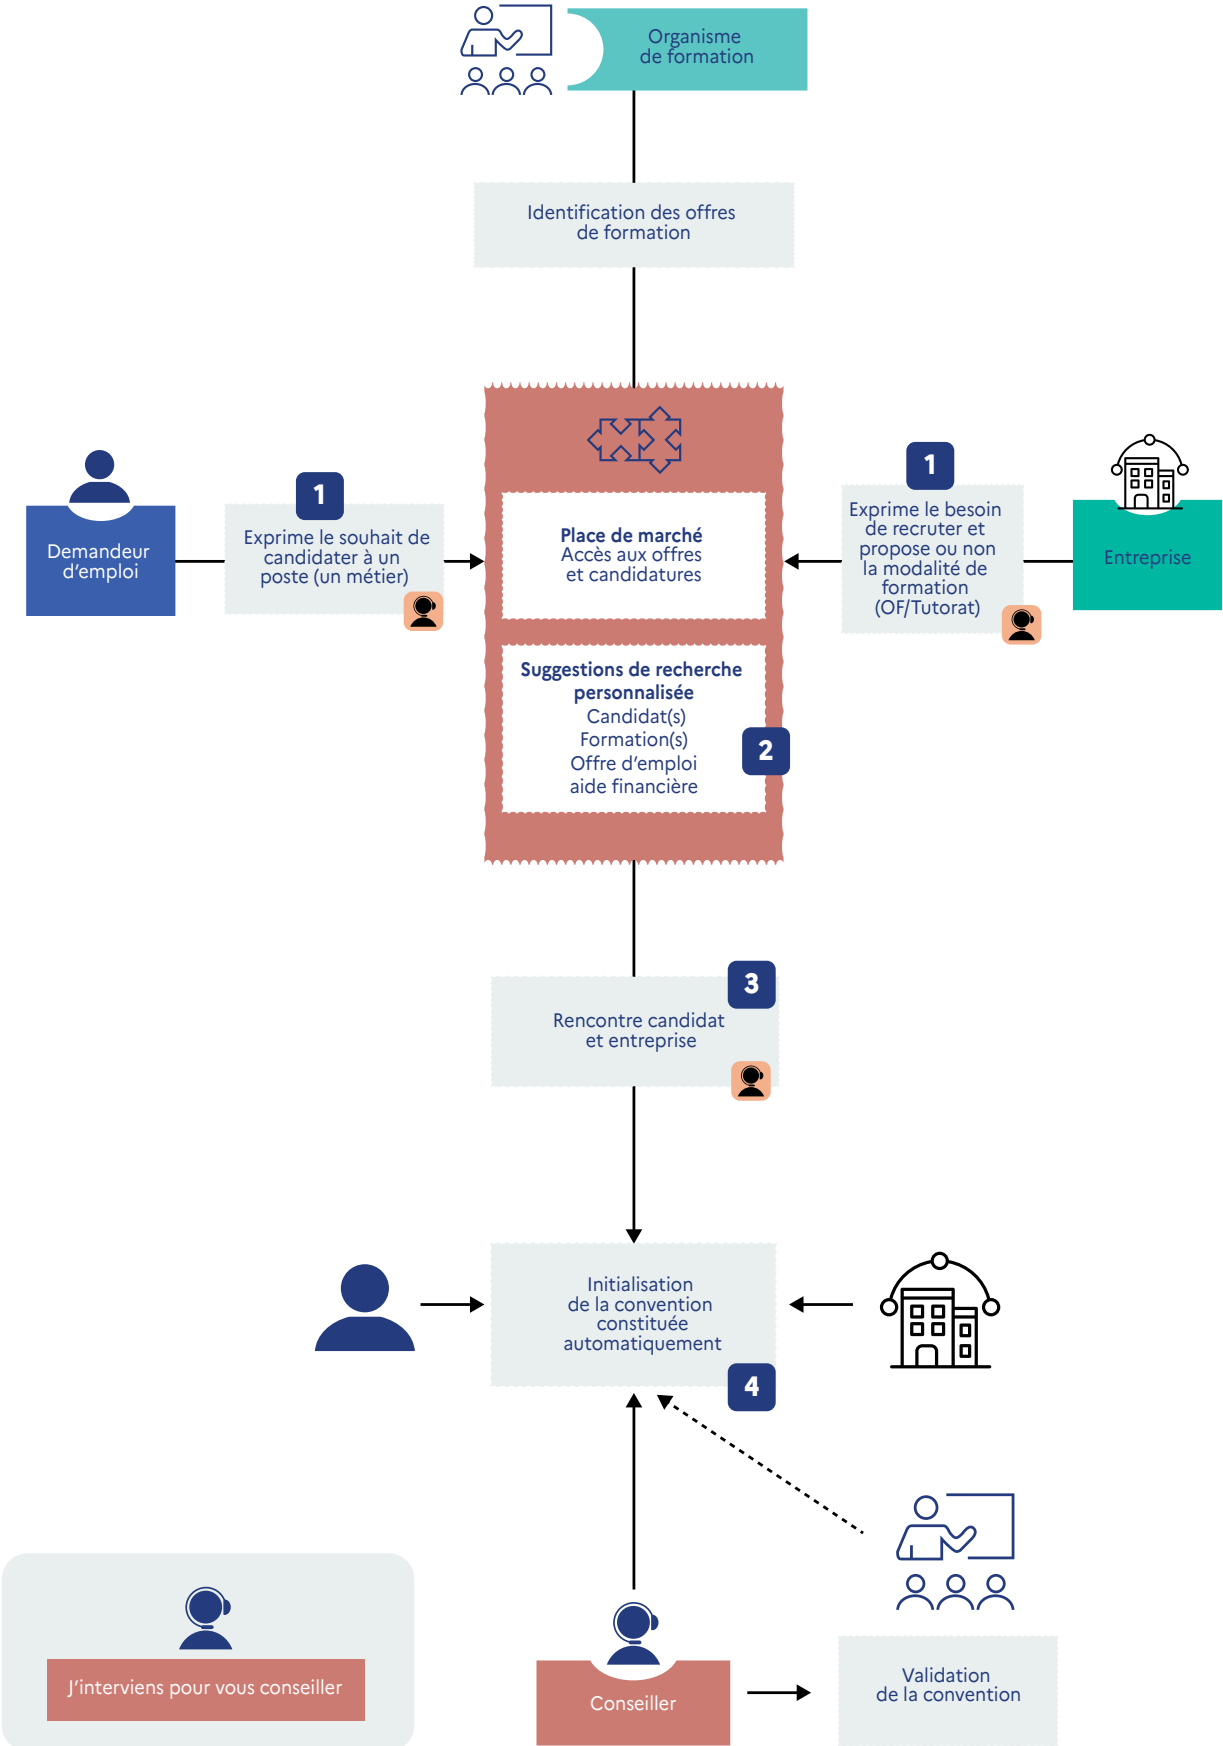 Organisme
de formation
Identification des offres
de formation
1
Demandeur
d'emploi
Exprime le souhait de
candidater à un
poste (un métier)
Place de marché
Accès aux offres
et candidatures
1
Exprime le besoin
de recruter et
propose ou non
la modalité de
formation
(OF/Tutorat)
Entreprise
Suggestions de recherche
personnalisée
Candidat(s)
Formation(s)
Offre d'emploi
aide financière
2
3
Rencontre candidat
et entreprise
Initialisation
de la convention
constituée
automatiquement
4
J'interviens pour vous conseiller
Conseiller
Validation
de la convention